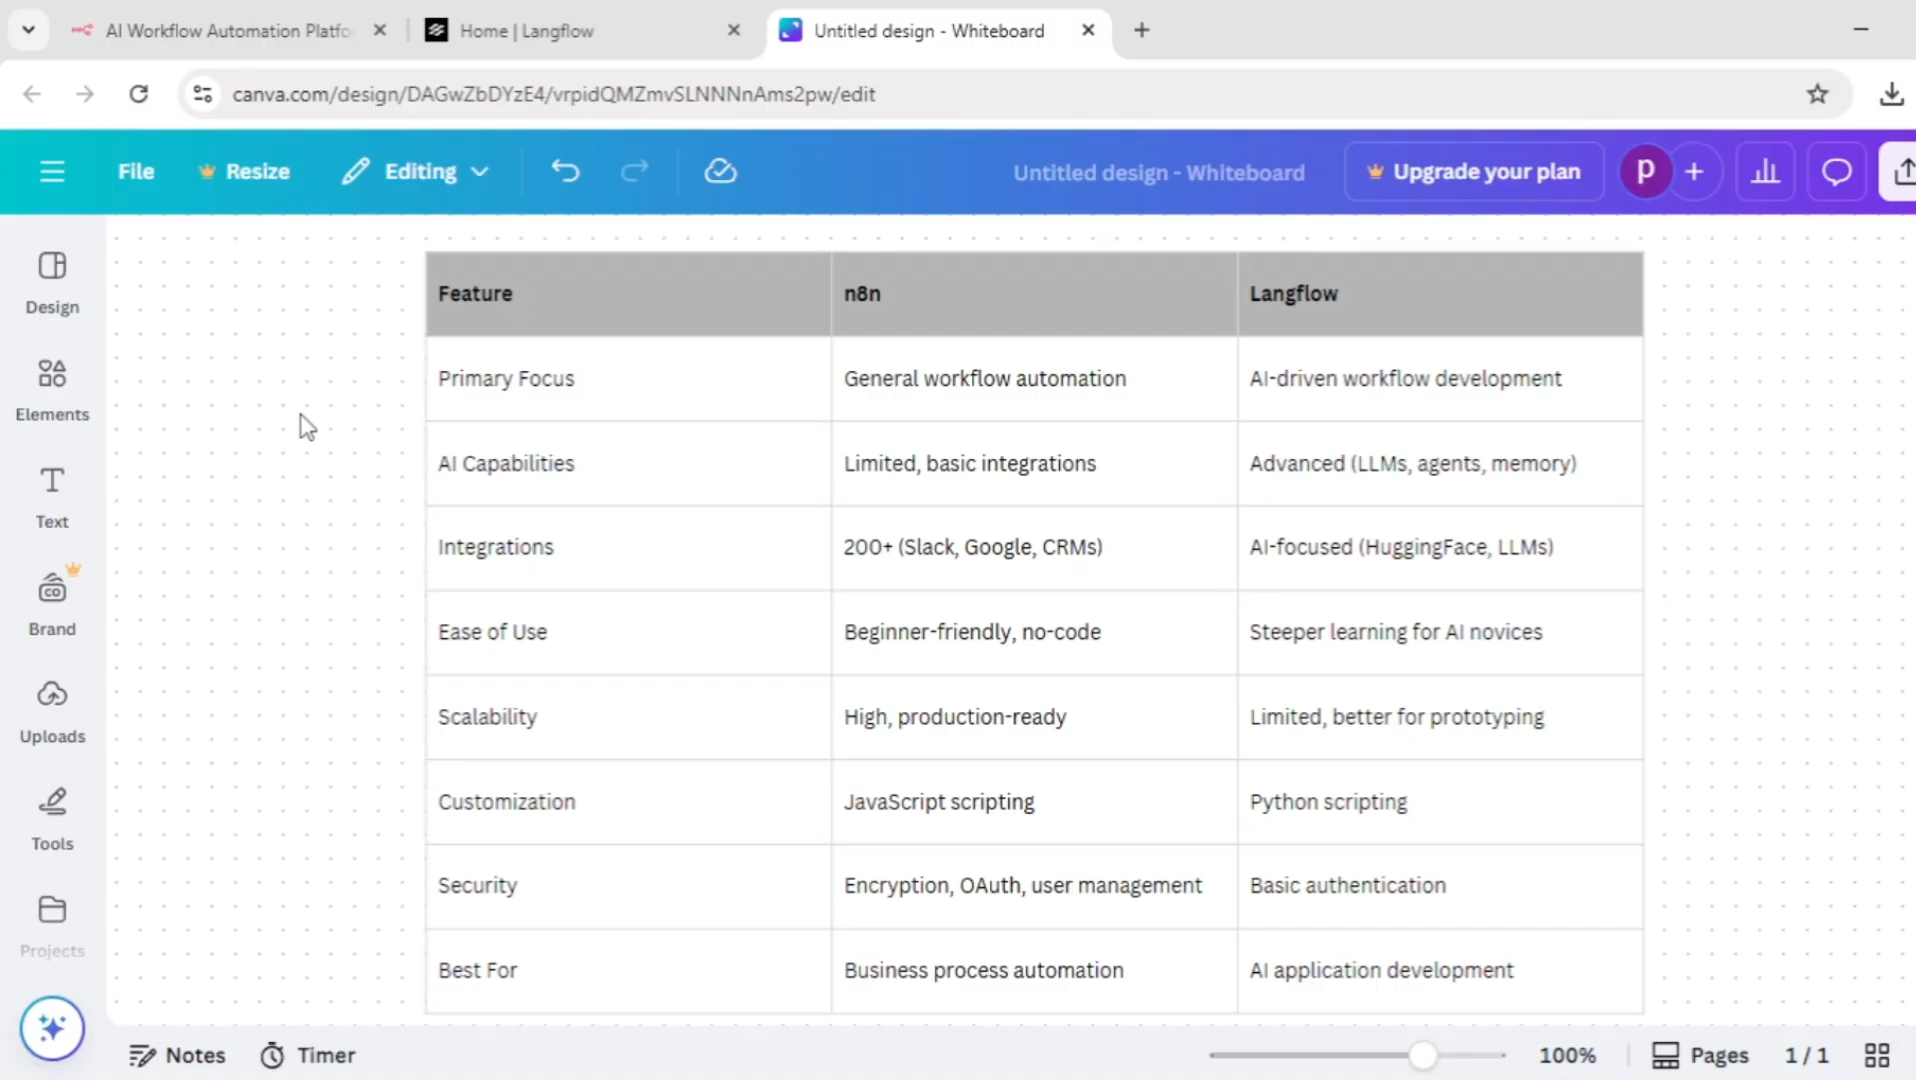 AI Workflow Automation Platfo
Home | Langflow
Untitled design - Whiteboard
canva.com/design/DAGwZbDYzE4/vrpidQMZmvSLNNNnAms2pw/edit
File
Resize
Editing
Untitled design - Whiteboard
Upgrade your plan
p
Design
Elements
Text
CO
Brand
Uploads
Tools
Projects
Feature n8n Langflow
Primary Focus General workflow automation AI-driven workflow development
AI Capabilities Limited, basic integrations Advanced (LLMs, agents, memory)
Integrations 200+ (Slack, Google, CRMs) AI-focused (HuggingFace, LLMs)
Ease of Use Beginner-friendly, no-code Steeper learning for AI novices
Scalability High, production-ready Limited, better for prototyping
Customization JavaScript scripting Python scripting
Security Encryption, OAuth, user management Basic authentication
Best For Business process automation AI application development
Notes Timer 100% Pages 1 / 1